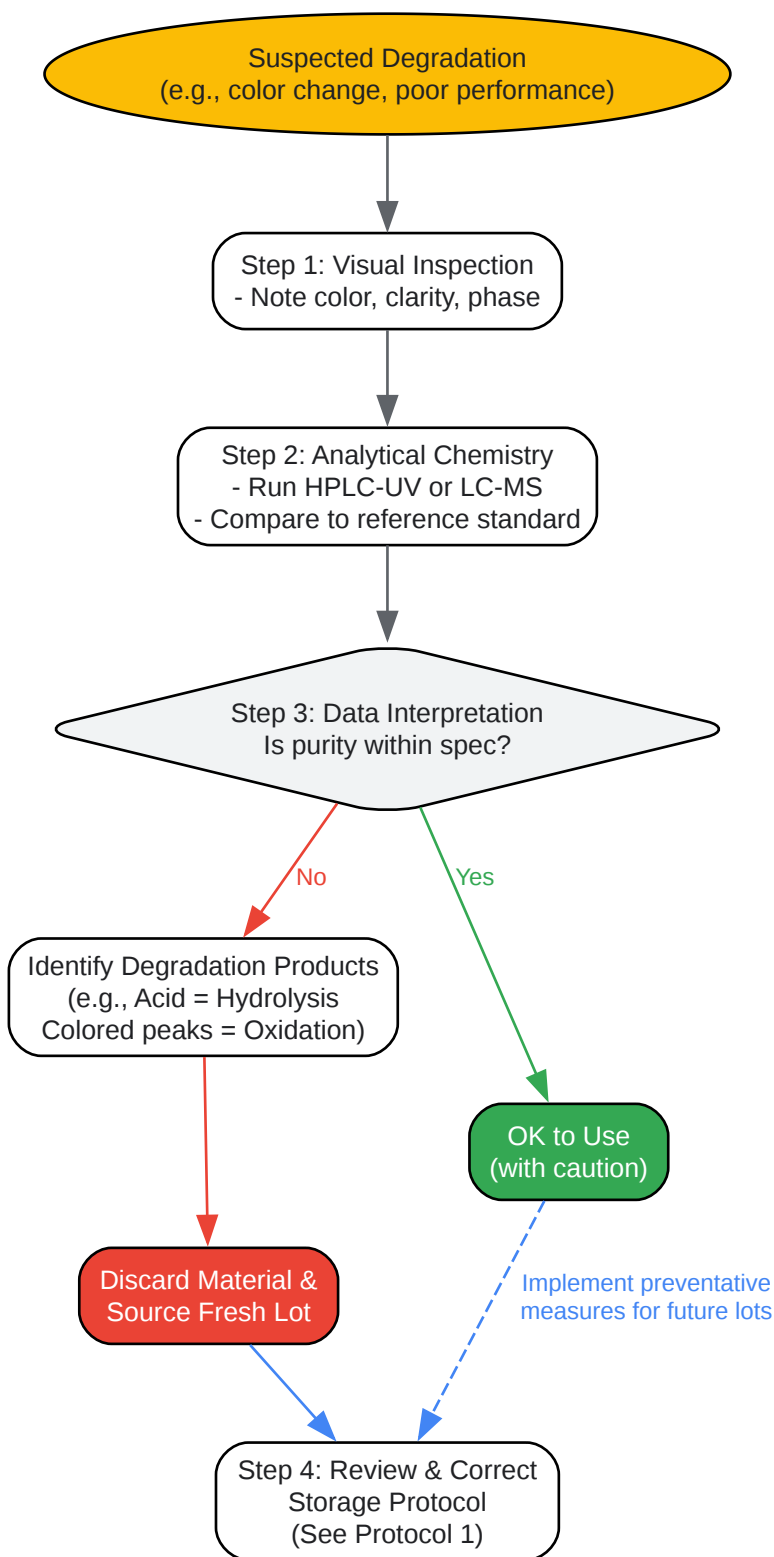 Suspected Degradation
(e.g., color change, poor performance)
Step 1: Visual Inspection
- Note color, clarity, phase
Step 2: Analytical Chemistry
- Run HPLC-UV or LC-MS
- Compare to reference standard
Step 3: Data Interpretation
Is purity within spec?
No
Yes
Identify Degradation Products
(e.g., Acid = Hydrolysis
Colored peaks = Oxidation)
OK to Use
(with caution)
Discard Material &
Source Fresh Lot
Implement preventative
measures for future lots
Step 4: Review & Correct
Storage Protocol
(See Protocol 1)